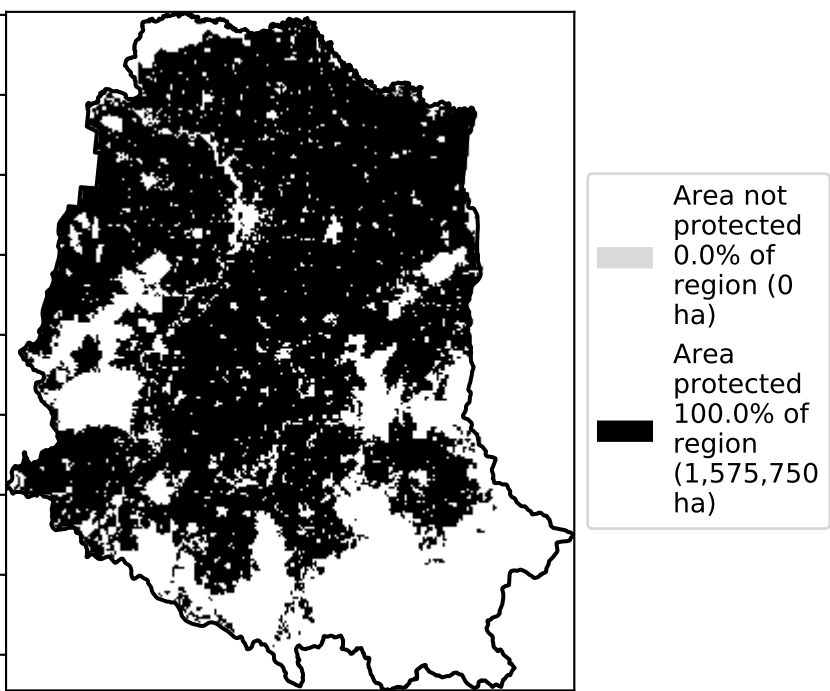 Area not
protected
0.0% of
region (0
ha)
Area
protected
100.0% of
region
(1,575,750
ha)